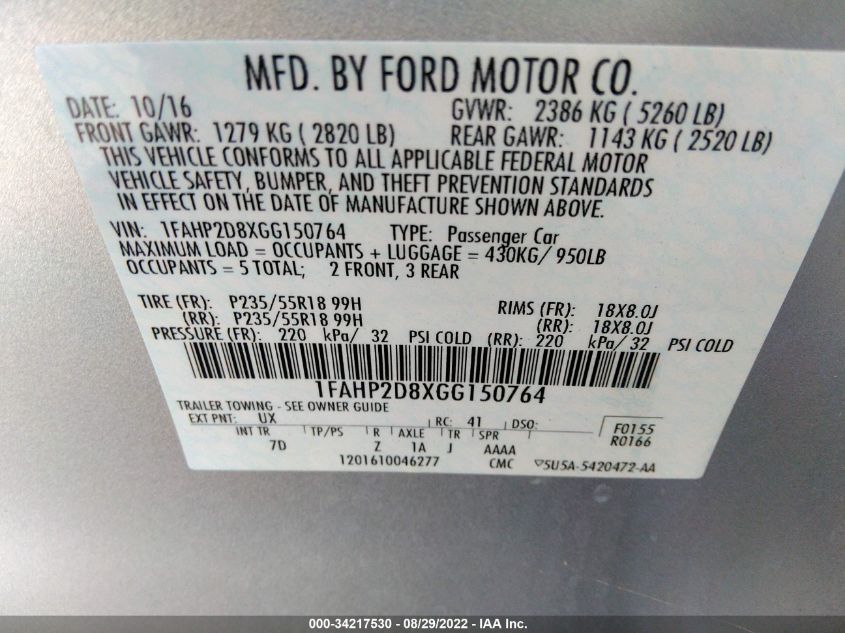 MFD. BY FORD MOTOR CO.
DATE: 10/16 GVWR: 2386 KG ( 5260 LB)
FRONT GAWR: 1279 KG ( 2820 LB) REAR GAWR: 1143 KG ( 2520 LB)
THIS VEHICLE CONFORMS TO ALL APPLICABLE FEDERAL MOTOR
VEHICLE SAFETY, BUMPER, AND THEFT PREVENTION STANDARDS
IN EFFECT ON THE DATE OF MANUFACTURE SHOWN ABOVE.
VIN: 1FAHP2D8XGG150764 TYPE: Passenger Car
MAXIMUM LOAD = OCCUPANTS + LUGGAGE = 430KG/ 950LB
OCCUPANTS = 5 TOTAL; 2 FRONT, 3 REAR
TIRE (FR): P235/55R18 99H RIMS (FR): 18X8.0J
(RR): P235/55R18 99H (RR): 18X8.0J
PRESSURE (FR): 220 kPa/ 32 PSI COLD (RR): 220 kPa/ 32 PSI COLD
1FAHP2D8XGG150764
TRAILER TOWING - SEE OWNER GUIDE
EXT PNT: UX RC: 41 DSO: F0155
INT TR TP/PS R AXLE TR SPR R0166
7D Z 1A J AAAA
1201610046277 CMC 5U5A-5420472-AA
000-34217530 - 08/29/2022 - IAA Inc.